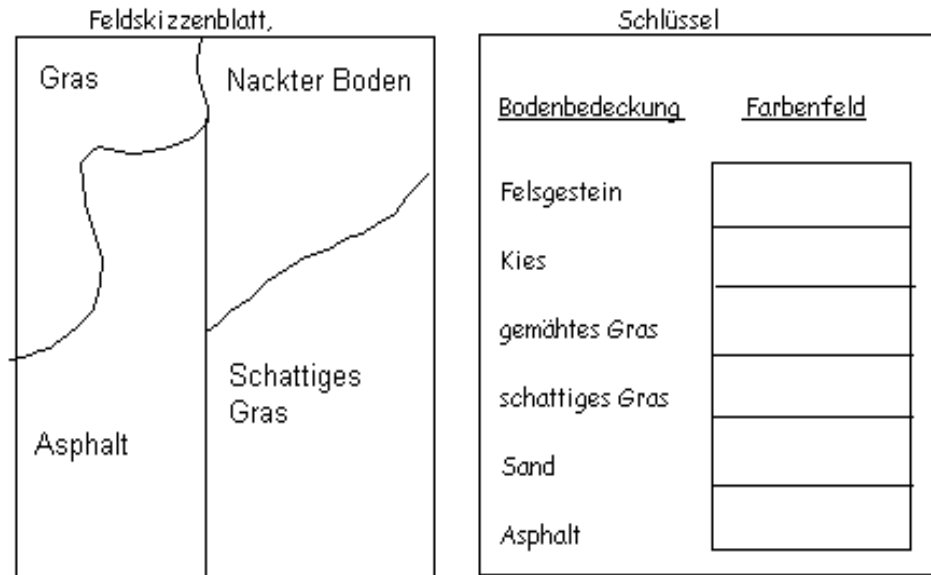 Feldskizzenblatt,
Gras
Nackter Boden
Schattiges
Gras
Asphalt
Schlüssel
Bodenbedeckung Farbenfeld
Felsgestein
Kies
gemähtes Gras
schattiges Gras
Sand
Asphalt